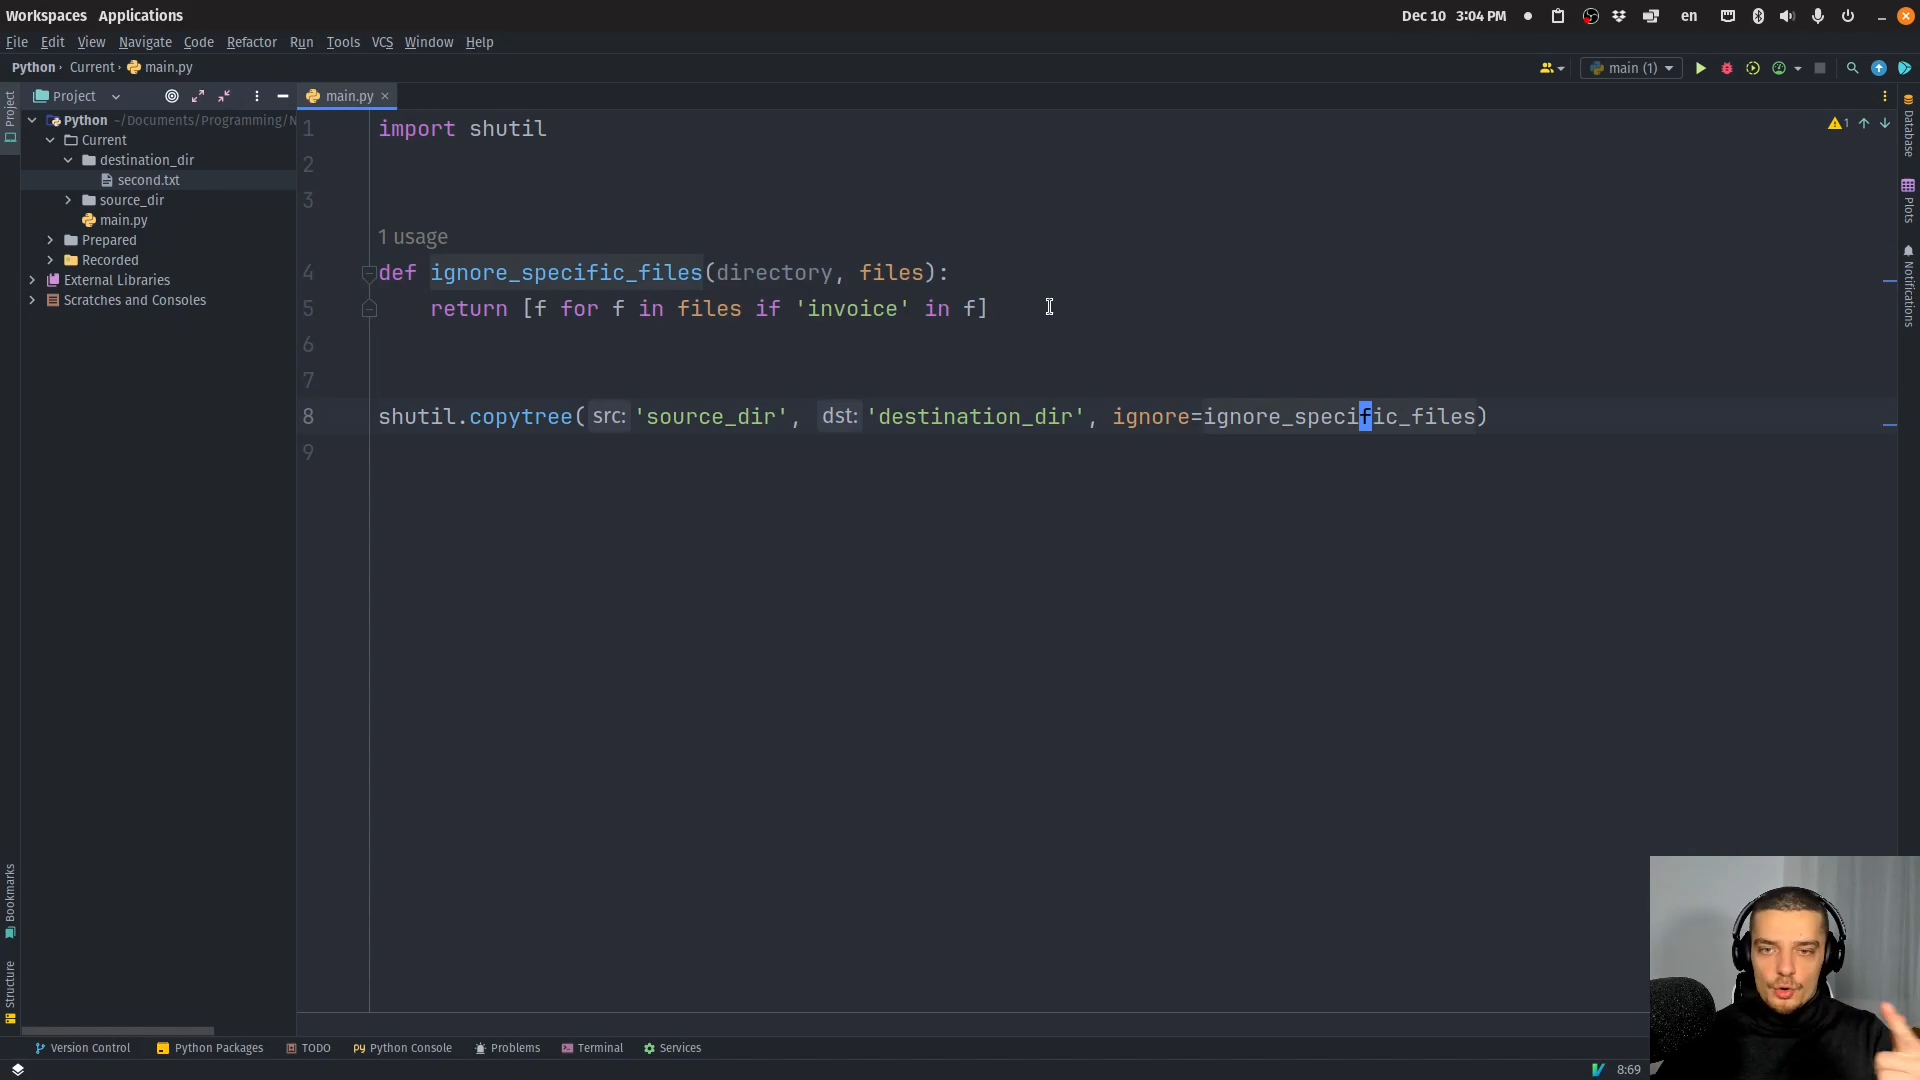 Workspaces Applications
Dec 10 3:04 PM
en
File Edit View Navigate Code Refactor Run Tools VCS Window Help
Python Current main.py
main (1)
Project
main.py
Python ~/Documents/Programming/N
Current
destination_dir
second.txt
source_dir
main.py
Prepared
Recorded
External Libraries
Scratches and Consoles
1 import shutil
2
3
1 usage
4 def ignore_specific_files(directory, files):
5 return [f for f in files if 'invoice' in f]
6
7
8 shutil.copytree( src: 'source_dir', dst: 'destination_dir', ignore=ignore_specific_files)
9
1
Project
Bookmarks
Structure
Database
Plots
Notifications
Version Control Python Packages TODO Python Console Problems Terminal Services
8:69